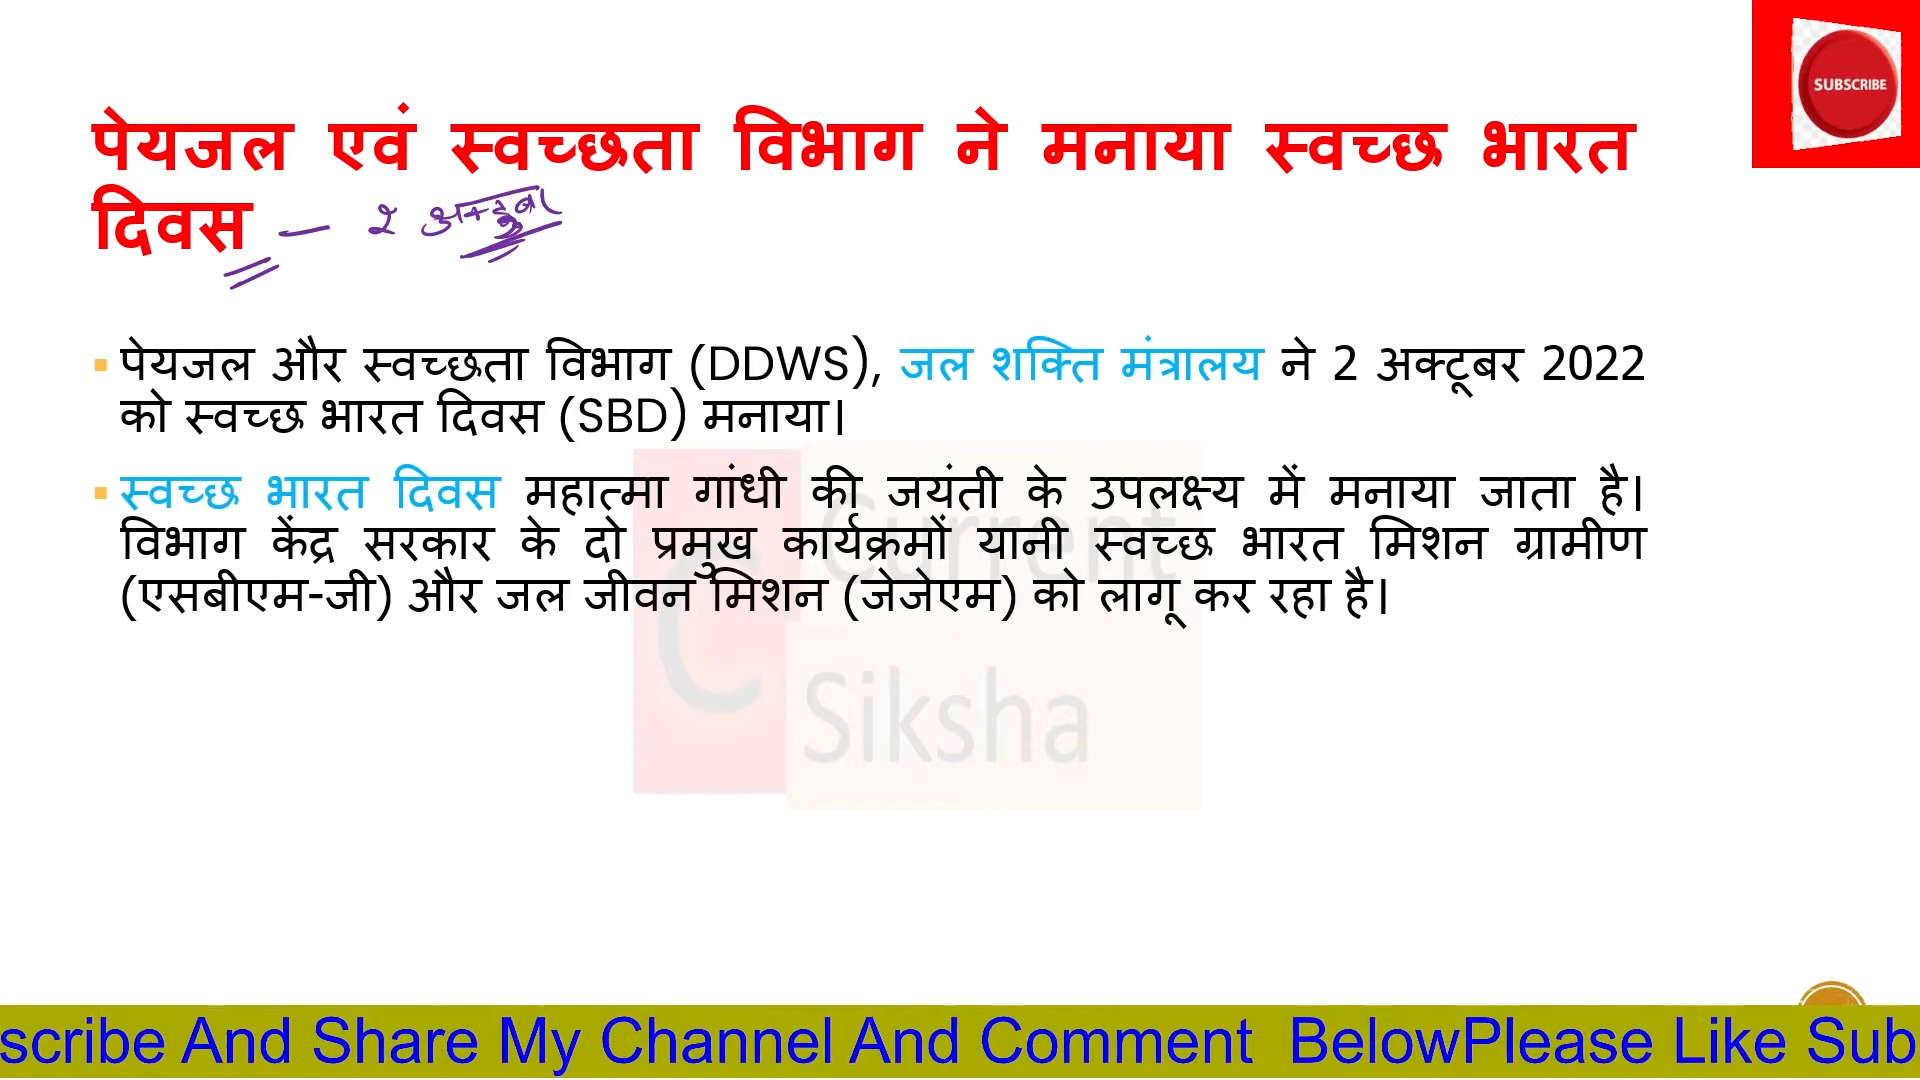 SUBSCRIBE
पेयजल एवं स्वच्छता विभाग ने मनाया स्वच्छ भारत
दिवस – २ अक्टूबर
▪ पेयजल और स्वच्छता विभाग (DDWS), जल शक्ति मंत्रालय ने 2 अक्टूबर 2022
को स्वच्छ भारत दिवस (SBD) मनाया।
▪ स्वच्छ भारत दिवस महात्मा गांधी की जयंती के उपलक्ष्य में मनाया जाता है।
विभाग केंद्र सरकार के दो प्रमुख कार्यक्रमों यानी स्वच्छ भारत मिशन ग्रामीण
(एसबीएम-जी) और जल जीवन मिशन (जेजेएम) को लागू कर रहा है।
C Current
Siksha
scribe And Share My Channel And Comment BelowPlease Like Sub